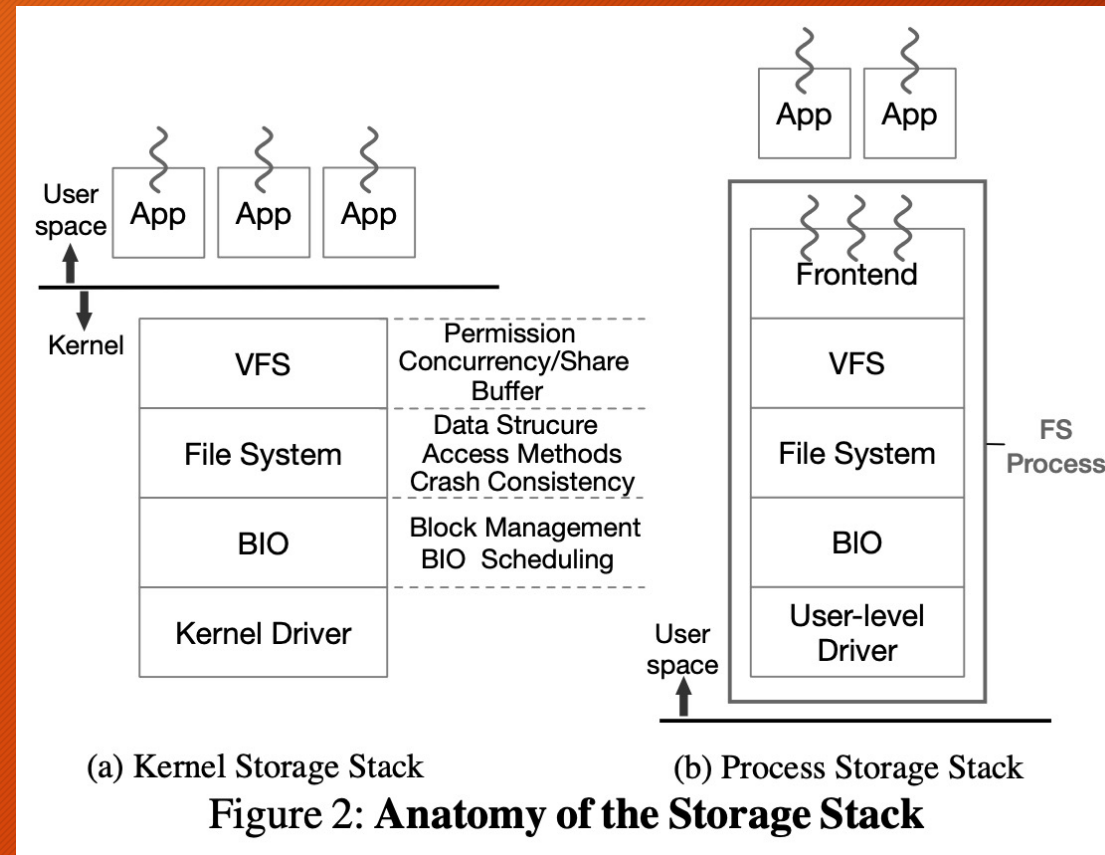 User
space
App
App
App
Kernel
VFS
Permission
Concurrency/Share
Buffer
File System
Data Strucure
Access Methods
Crash Consistency
BIO
Block Management
BIO Scheduling
Kernel Driver
(a) Kernel Storage Stack
App
App
Frontend
VFS
File System
BIO
User-level
Driver
FS
Process
User
space
(b) Process Storage Stack
Figure 2: Anatomy of the Storage Stack